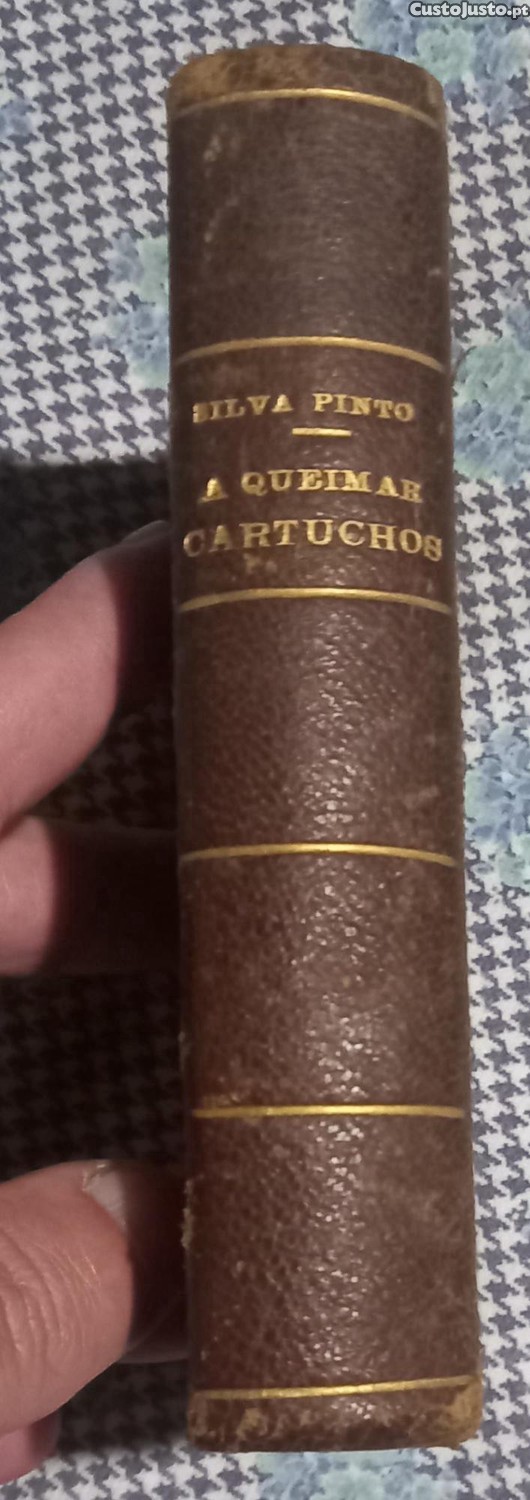 CustoJusto.pt
SILVA PINTO
A QUEIMAR
CARTUCHOS